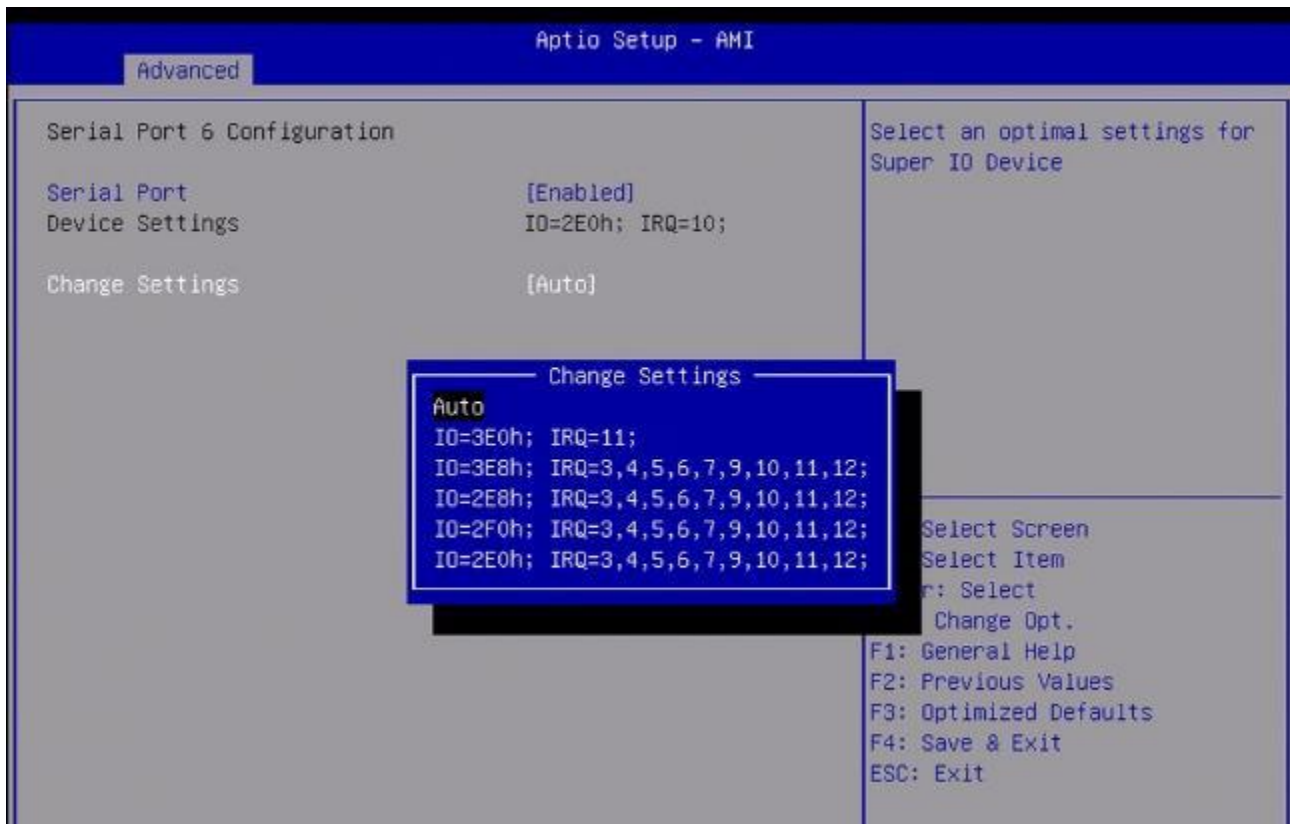 Aptio Setup – AMI
Advanced
Serial Port 6 Configuration
Serial Port [Enabled]
Device Settings IO=2E0h; IRQ=10;
Change Settings [Auto]
Select an optimal settings for
Super IO Device
Change Settings
Auto
IO=3E0h; IRQ=11;
IO=3E8h; IRQ=3,4,5,6,7,9,10,11,12;
IO=2E8h; IRQ=3,4,5,6,7,9,10,11,12;
IO=2F0h; IRQ=3,4,5,6,7,9,10,11,12;
IO=2E0h; IRQ=3,4,5,6,7,9,10,11,12;
Select Screen
Select Item
r: Select
Change Opt.
F1: General Help
F2: Previous Values
F3: Optimized Defaults
F4: Save & Exit
ESC: Exit